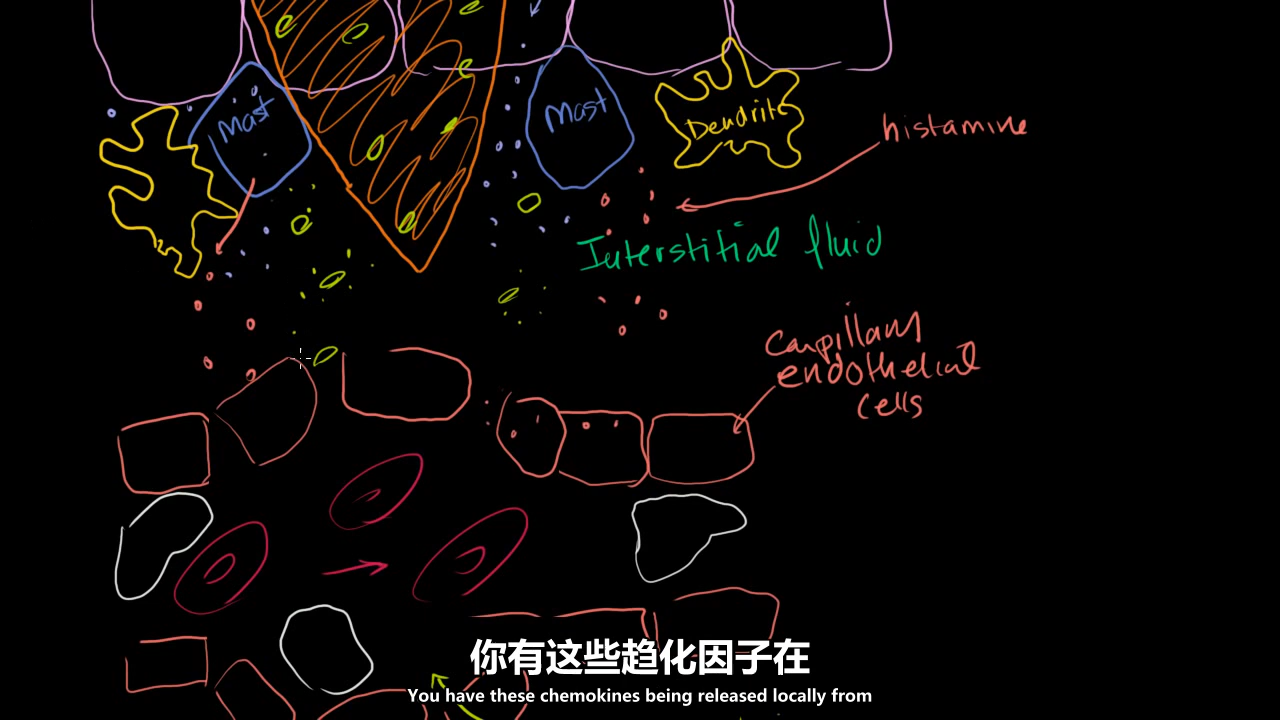 Mast
Mast
Dendrite
histamine
Interstitial fluid
Capillary
endothelial
cells
你有这些趋化因子在
You have these chemokines being released locally from